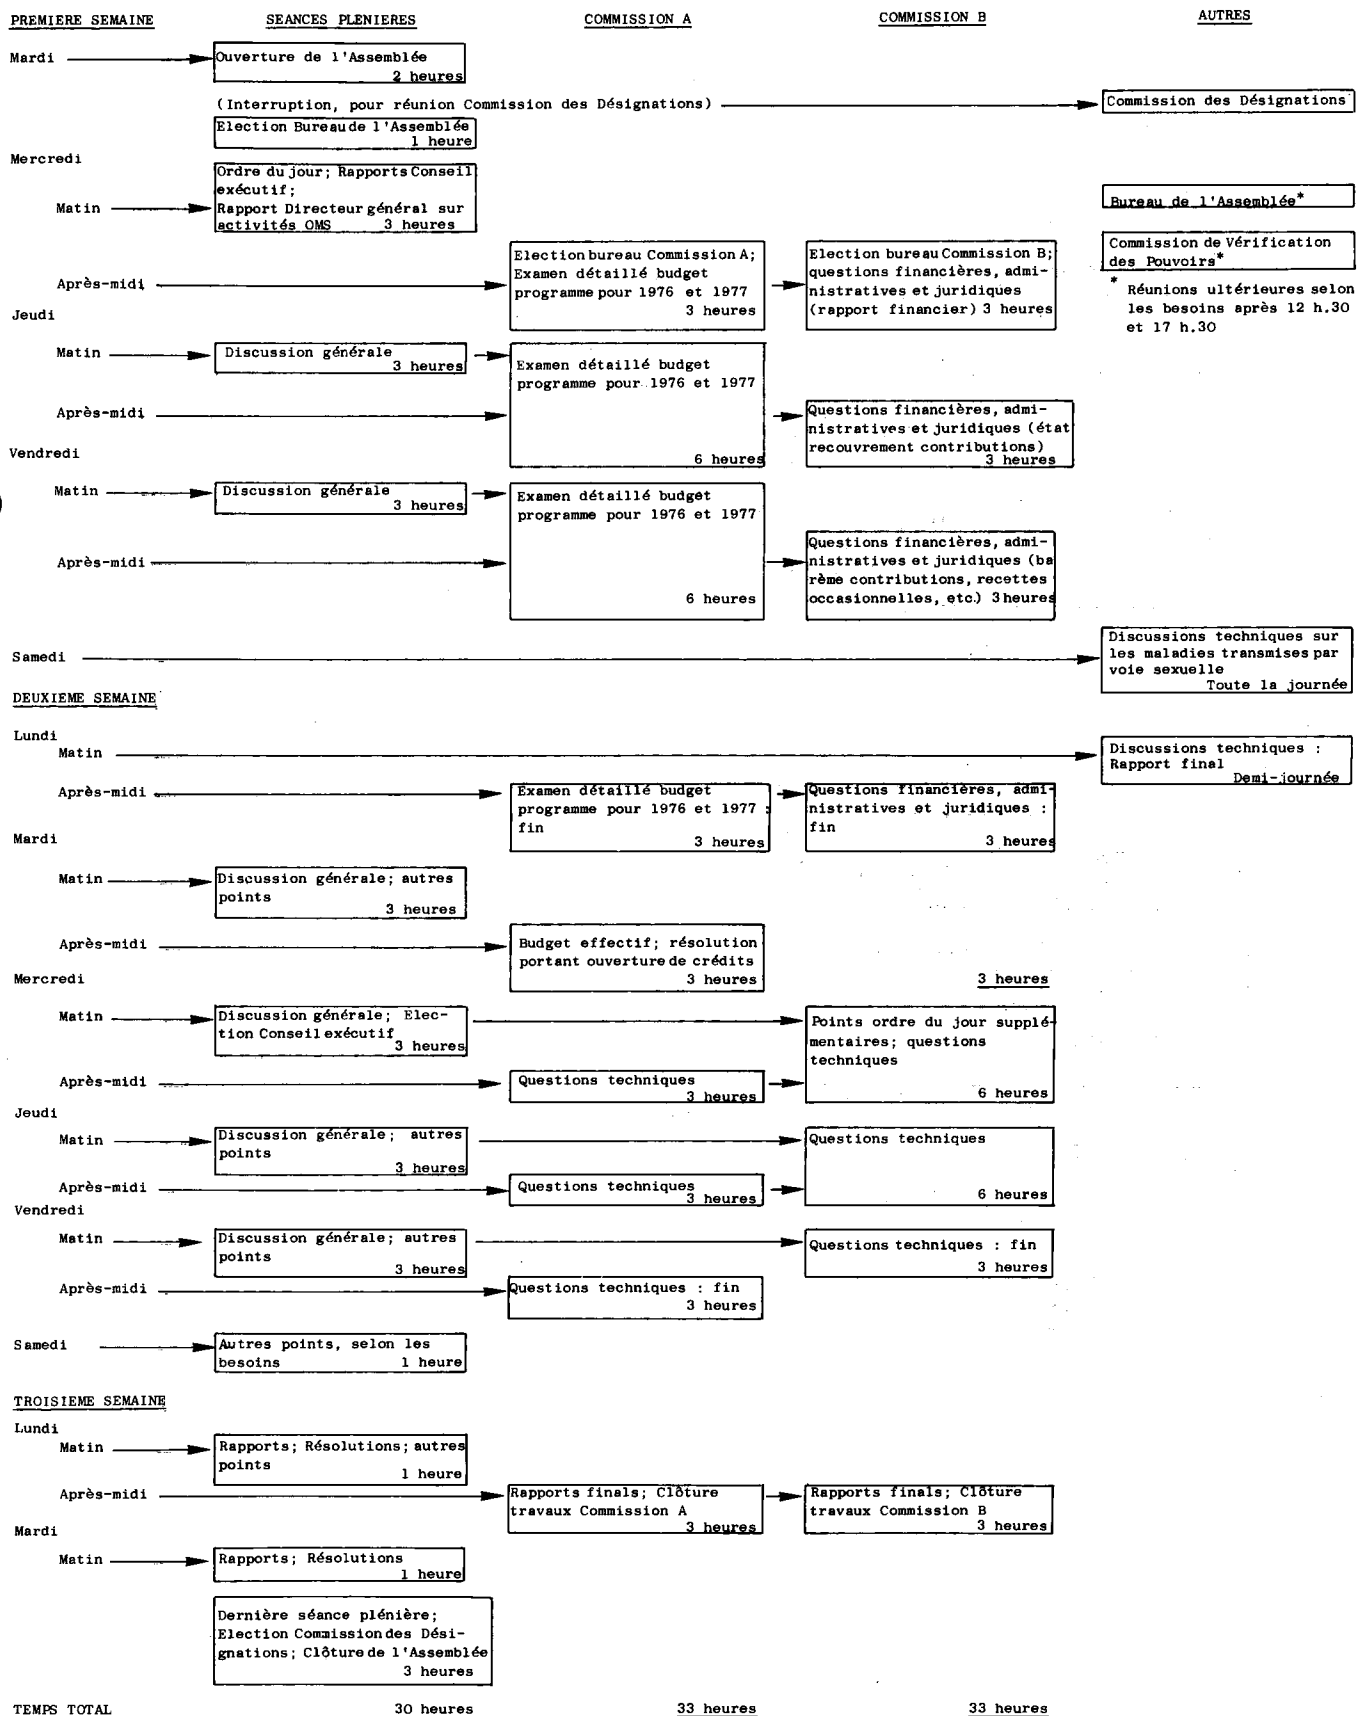 PREMIERE SEMAINE SEANCES PLENIERES COMMISSION A COMMISSION B AUTRES
Mardi
Ouverture de l'Assemblée
2 heures
(Interruption, pour réunion Commission des Désignations)
Commission des Désignations
Election Bureau de l'Assemblée
1 heure
Mercredi
Matin
Ordre du jour; Rapports Conseil
exécutif;
Rapport Directeur général sur
activités OMS 3 heures
Bureau de l'Assemblée*
Commission de Vérification
des Pouvoirs*
* Réunions ultérieures selon
les besoins après 12 h.30
et 17 h.30
Après-midi
Election bureau Commission A;
Examen détaillé budget
programme pour 1976 et 1977
3 heures
Election bureau Commission B;
questions financières, admi-
nistratives et juridiques
(rapport financier) 3 heures
Jeudi
Matin
Discussion générale
3 heures
Examen détaillé budget
programme pour 1976 et 1977
6 heures
Après-midi
Questions financières, admi-
nistratives et juridiques (état
recouvrement contributions)
3 heures
Vendredi
Matin
Discussion générale
3 heures
Examen détaillé budget
programme pour 1976 et 1977
6 heures
Après-midi
Questions financières, admi-
nistratives et juridiques (ba
rème contributions, recettes
occasionnelles, etc.) 3 heures
Samedi
Discussions techniques sur
les maladies transmises par
voie sexuelle
Toute la journée
DEUXIEME SEMAINE
Lundi
Matin
Discussions techniques :
Rapport final
Demi-journée
Après-midi
Examen détaillé budget
programme pour 1976 et 1977 :
fin
3 heures
Questions financières, admi-
nistratives et juridiques :
fin
3 heures
Mardi
Matin
Discussion générale; autres
points
3 heures
Après-midi
Budget effectif; résolution
portant ouverture de crédits
3 heures
3 heures
Mercredi
Matin
Discussion générale; Elec-
tion Conseil exécutif
3 heures
Points ordre du jour supplé-
mentaires; questions
techniques
6 heures
Après-midi
Questions techniques
3 heures
Jeudi
Matin
Discussion générale; autres
points
3 heures
Questions techniques
6 heures
Après-midi
Questions techniques
3 heures
Vendredi
Matin
Discussion générale; autres
points
3 heures
Questions techniques : fin
3 heures
Après-midi
Questions techniques : fin
3 heures
Samedi
Autres points, selon les
besoins 1 heure
TROISIEME SEMAINE
Lundi
Matin
Rapports; Résolutions; autres
points
1 heure
Après-midi
Rapports finals; Clôture
travaux Commission A
3 heures
Rapports finals; Clôture
travaux Commission B
3 heures
Mardi
Matin
Rapports; Résolutions
1 heure
Dernière séance plénière;
Election Commission des Dési-
gnations; Clôture de l'Assemblée
3 heures
TEMPS TOTAL 30 heures 33 heures 33 heures